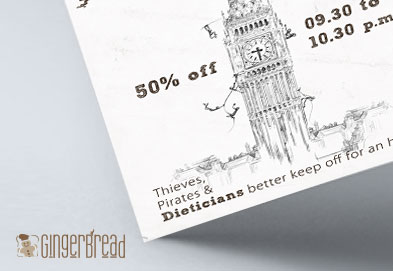 09.30 to
10.30 p.m
50% off
Thieves,
Pirates &
Dieticians better keep off for an h
GINGERBREAD